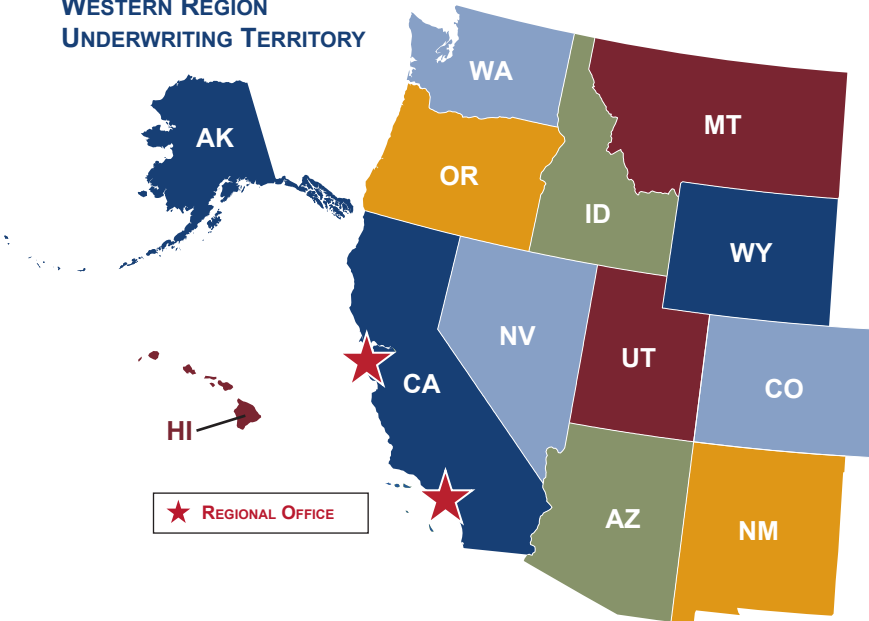 WESTERN REGION
UNDERWRITING TERRITORY
WA
MT
AK
OR
ID
WY
NV
UT
CA
CO
HI
REGIONAL OFFICE
AZ
NM